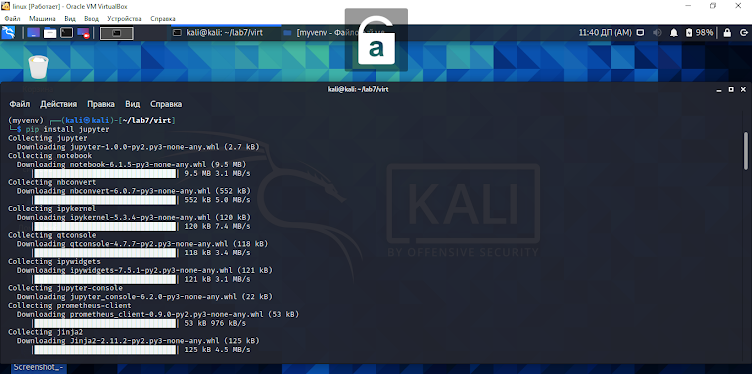 linux [Работает] - Oracle VM VirtualBox
Файл Машина Вид Ввод Устройства Справка
kali@kali: ~/lab7/virt
[myvenv - Файло
11:40 ДП (AM)
98%
a
kali@kali: ~/lab7/virt
Файл Действия Правка Вид Справка
(myvenv) ┌──(kali㉿kali)-[~/lab7/virt]
└─$ pip install jupyter
Collecting jupyter
Downloading jupyter-1.0.0-py2.py3-none-any.whl (2.7 kB)
Collecting notebook
Downloading notebook-6.1.5-py3-none-any.whl (9.5 MB)
9.5 MB 3.1 MB/s
Collecting nbconvert
Downloading nbconvert-6.0.7-py3-none-any.whl (552 kB)
552 kB 5.0 MB/s
Collecting ipykernel
Downloading ipykernel-5.3.4-py3-none-any.whl (120 kB)
120 kB 7.4 MB/s
Collecting qtconsole
Downloading qtconsole-4.7.7-py2.py3-none-any.whl (118 kB)
118 kB 3.4 MB/s
Collecting ipywidgets
Downloading ipywidgets-7.5.1-py2.py3-none-any.whl (121 kB)
121 kB 3.1 MB/s
Collecting jupyter-console
Downloading jupyter_console-6.2.0-py3-none-any.whl (22 kB)
Collecting prometheus-client
Downloading prometheus_client-0.9.0-py2.py3-none-any.whl (53 kB)
53 kB 976 kB/s
Collecting jinja2
Downloading Jinja2-2.11.2-py2.py3-none-any.whl (125 kB)
125 kB 4.5 MB/s
KALI
BY OFFENSIVE SECURITY
Screenshot_-